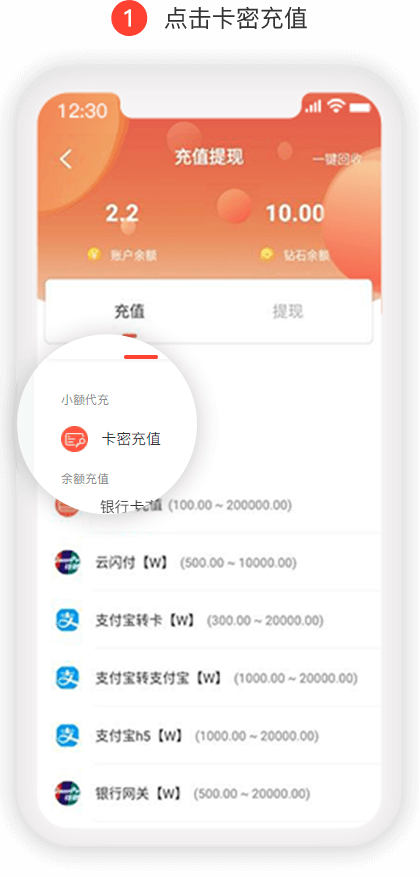 1 点击卡密充值
12:30
充值提现
一键回收
2.2 10.00
账户余额 钻石余额
充值 提现
小额代充
卡密充值
余额充值
银行卡充值 (100.00 ~ 200000.00)
云闪付【W】 (500.00 ~ 10000.00)
支付宝转卡【W】 (300.00 ~ 20000.00)
支付宝转支付宝【W】 (1000.00 ~ 20000.00)
支付宝h5【W】 (1000.00 ~ 20000.00)
银行网关【W】 (500.00 ~ 20000.00)